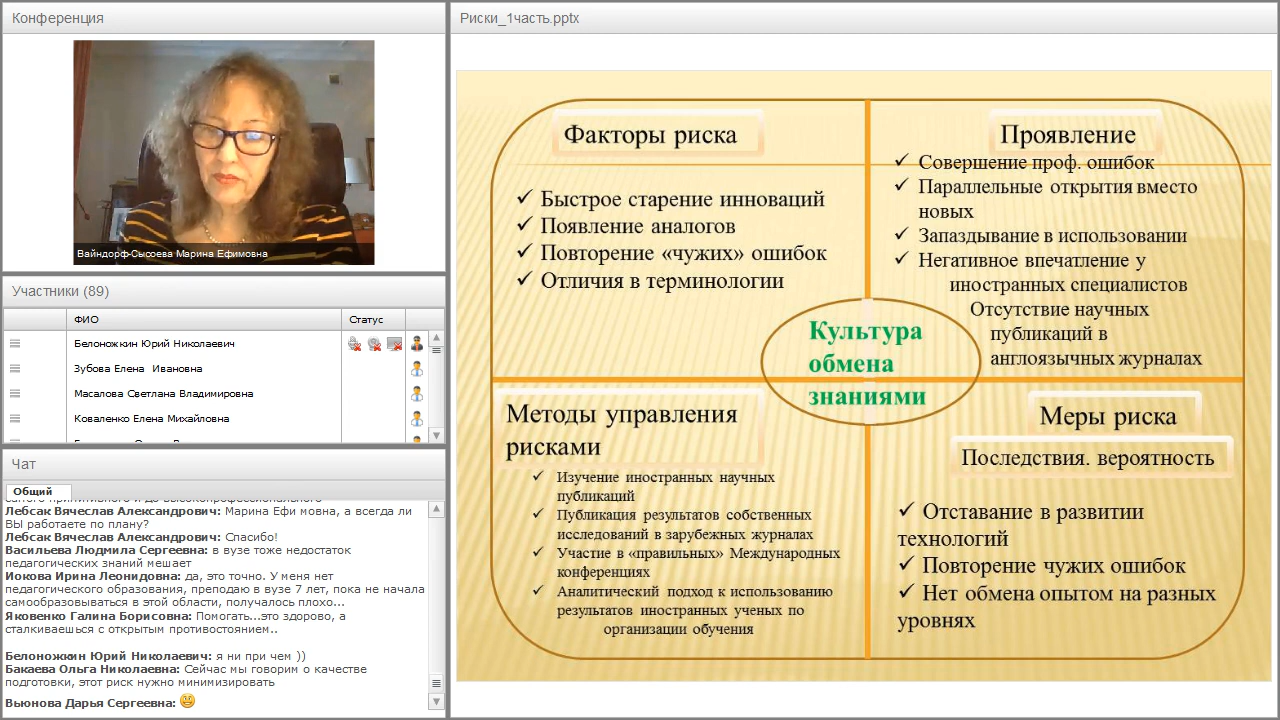 Конференция
Вайндорф-Сысоева Марина Ефимовна
Участники (89)
ФИО
Статус
Белоножкин Юрий Николаевич
Зубова Елена Ивановна
Масалова Светлана Владимировна
Коваленко Елена Михайловна
Чат
Общий
Лебсак Вячеслав Александрович: Марина Ефи мовна, а всегда ли
ВЫ работаете по плану?
Лебсак Вячеслав Александрович: Спасибо!
Васильева Людмила Сергеевна: в вузе тоже недостаток
педагогических знаний мешает
Иокова Ирина Леонидовна: да, это точно. У меня нет
педагогического образования, преподаю в вузе 7 лет, пока не начала
самообразовываться в этой области, получалось плохо...
Яковенко Галина Борисовна: Помогать...это здорово, а
сталкиваешься с открытым противостоянием..
Белоножкин Юрий Николаевич: я ни при чем ))
Бакаева Ольга Николаевна: Сейчас мы говорим о качестве
подготовки, этот риск нужно минимизировать
Вьюнова Дарья Сергеевна:
Риски_1часть.pptx
Факторы риска
Быстрое старение инноваций
Появление аналогов
Повторение «чужих» ошибок
Отличия в терминологии
Проявление
Совершение проф. ошибок
Параллельные открытия вместо
новых
Запаздывание в использовании
Негативное впечатление у
иностранных специалистов
Отсутствие научных
публикаций в
англоязычных журналах
Культура
обмена
знаниями
Методы управления
рисками
Изучение иностранных научных
публикаций
Публикация результатов собственных
исследований в зарубежных журналах
Участие в «правильных» Международных
конференциях
Аналитический подход к использованию
результатов иностранных ученых по
организации обучения
Меры риска
Последствия. вероятность
Отставание в развитии
технологий
Повторение чужих ошибок
Нет обмена опытом на разных
уровнях